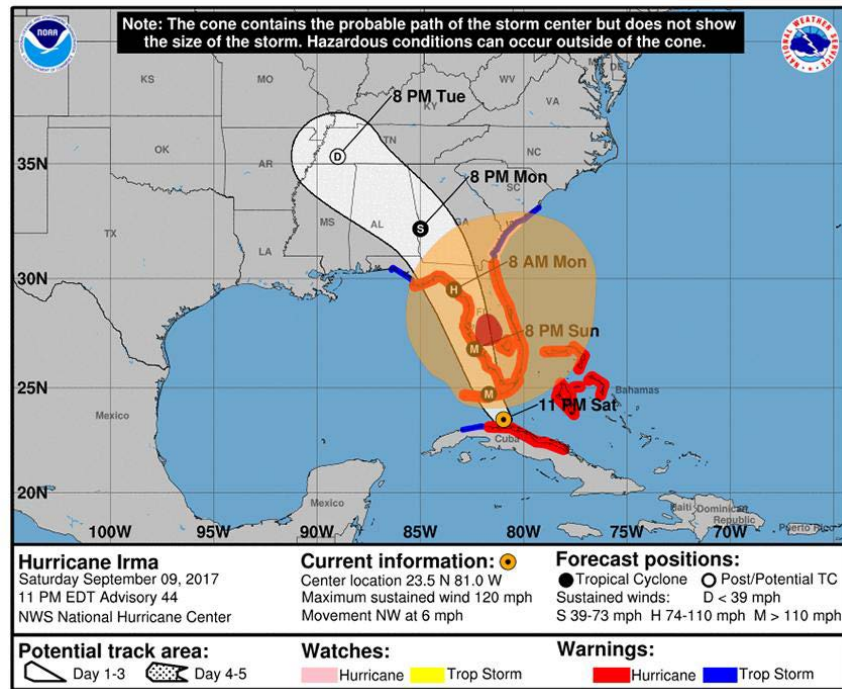 Note: The cone contains the probable path of the storm center but does not show
the size of the storm. Hazardous conditions can occur outside of the cone.
NOAA
NATIONAL WEATHER SERVICE
KS
MO
WV
MD
DE
8 PM Tue
KY
VA
35N
OK
AR
D
TN
NC
8 PM Mon
SC
MS
AL
S
GA
TX
LA
30N
H
8 AM Mon
FL
8 PM Sun
M
25N
M
11 PM Sat
Bahamas
Mexico
Cuba
20N
Mexico
Haiti
Dominican
Republic
Puerto Rico
100W
95W
90W
85W
80W
75W
70W
Hurricane Irma
Saturday September 09, 2017
11 PM EDT Advisory 44
NWS National Hurricane Center
Current information:
Center location 23.5 N 81.0 W
Maximum sustained wind 120 mph
Movement NW at 6 mph
Forecast positions:
Tropical Cyclone Post/Potential TC
Sustained winds: D < 39 mph
S 39-73 mph H 74-110 mph M > 110 mph
Potential track area:
Day 1-3 Day 4-5
Watches:
Hurricane Trop Storm
Warnings:
Hurricane Trop Storm